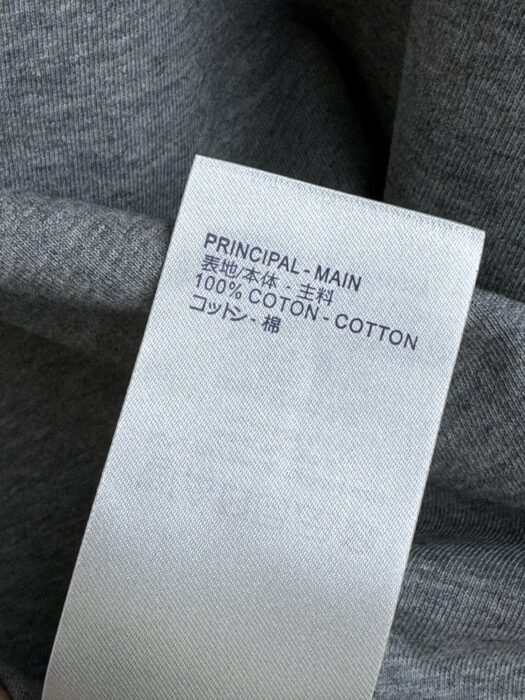 PRINCIPAL - MAIN
表地/本体 - 主料
100% COTON - COTTON
コットン - 棉